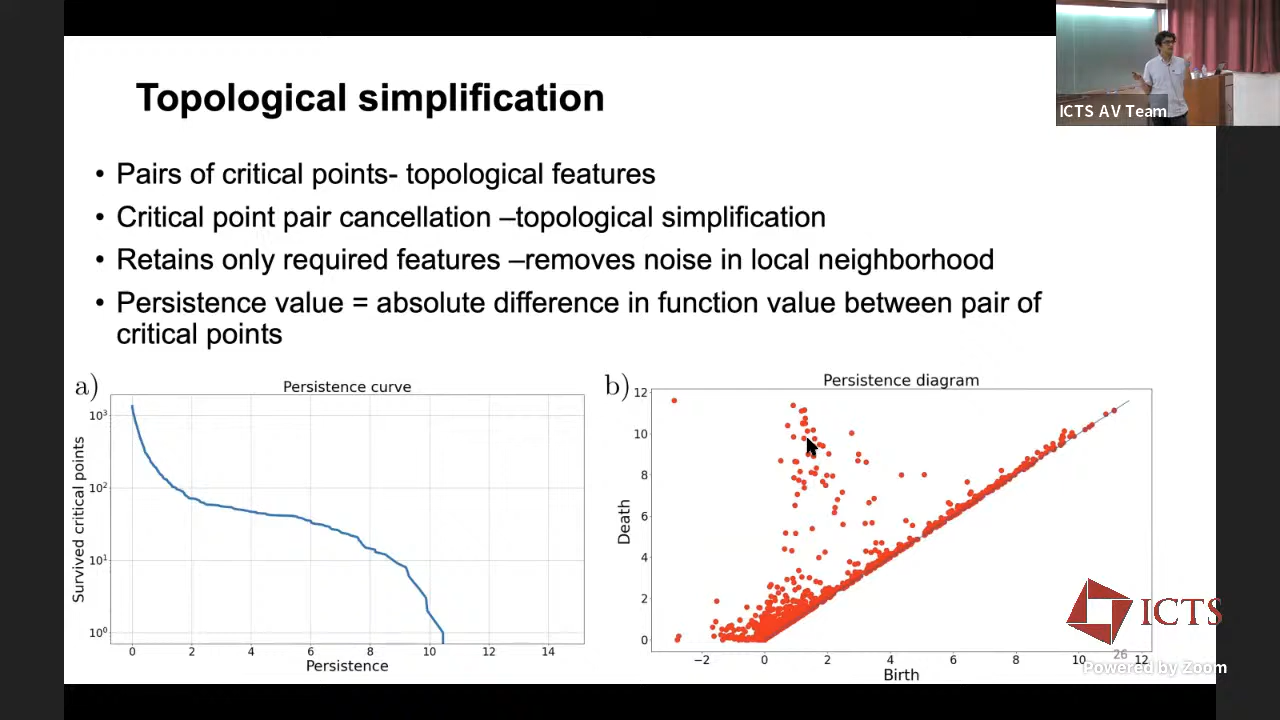 Topological simplification
ICTS AV Team
• Pairs of critical points- topological features
• Critical point pair cancellation –topological simplification
• Retains only required features –removes noise in local neighborhood
• Persistence value = absolute difference in function value between pair of
critical points
a)
Persistence curve
Survived critical points
10³
10²
10¹
10⁰
0 2 4 6 8 10 12 14
Persistence
b)
Persistence diagram
Death
12
10
8
6
4
2
0
−2 0 2 4 6 8 10 12
Birth
ICTS
26
Powered by Zoom